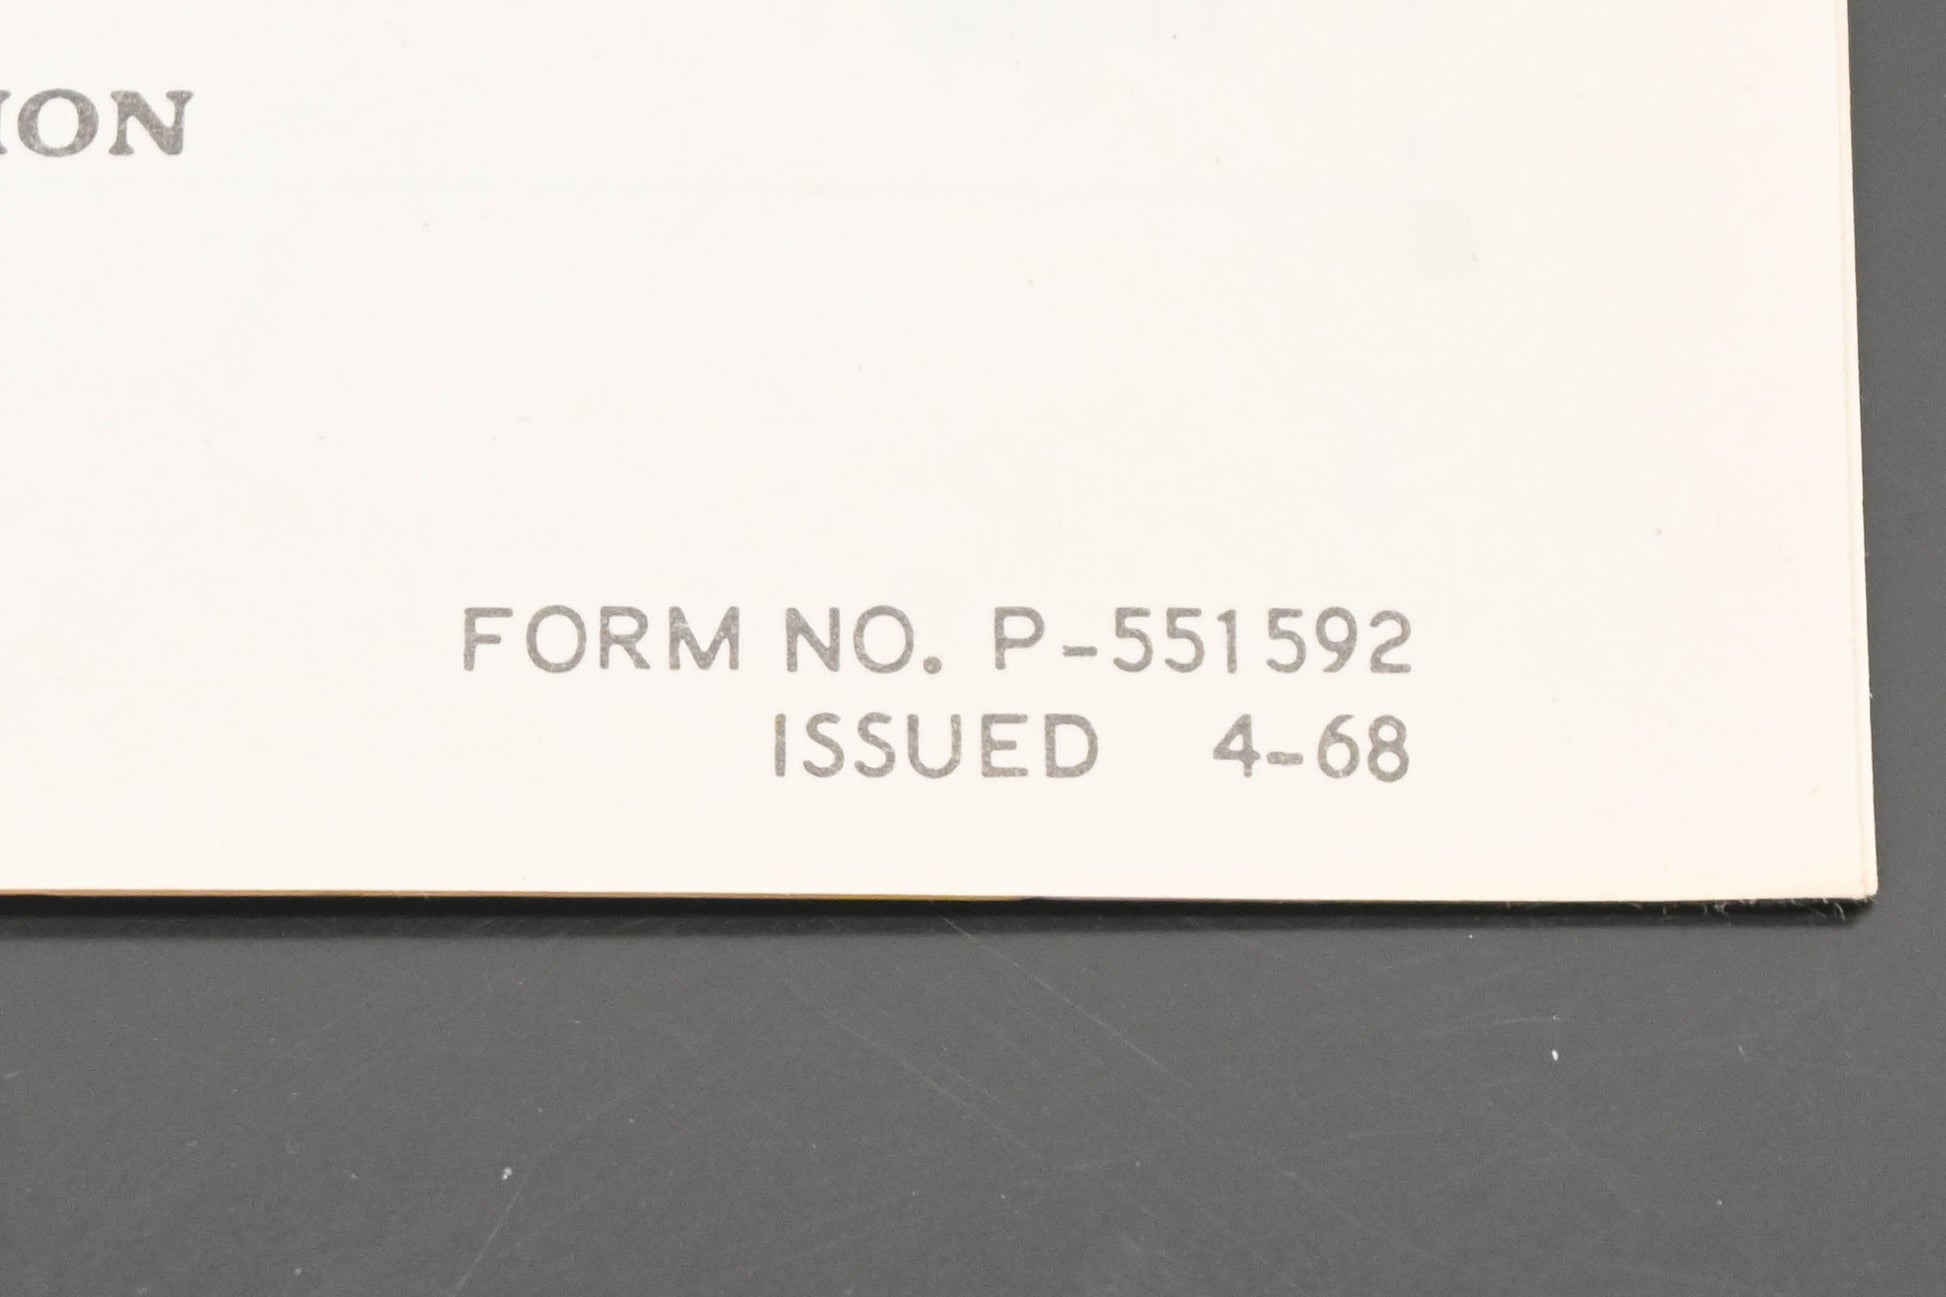 ION
FORM NO. P-551592
ISSUED 4-68